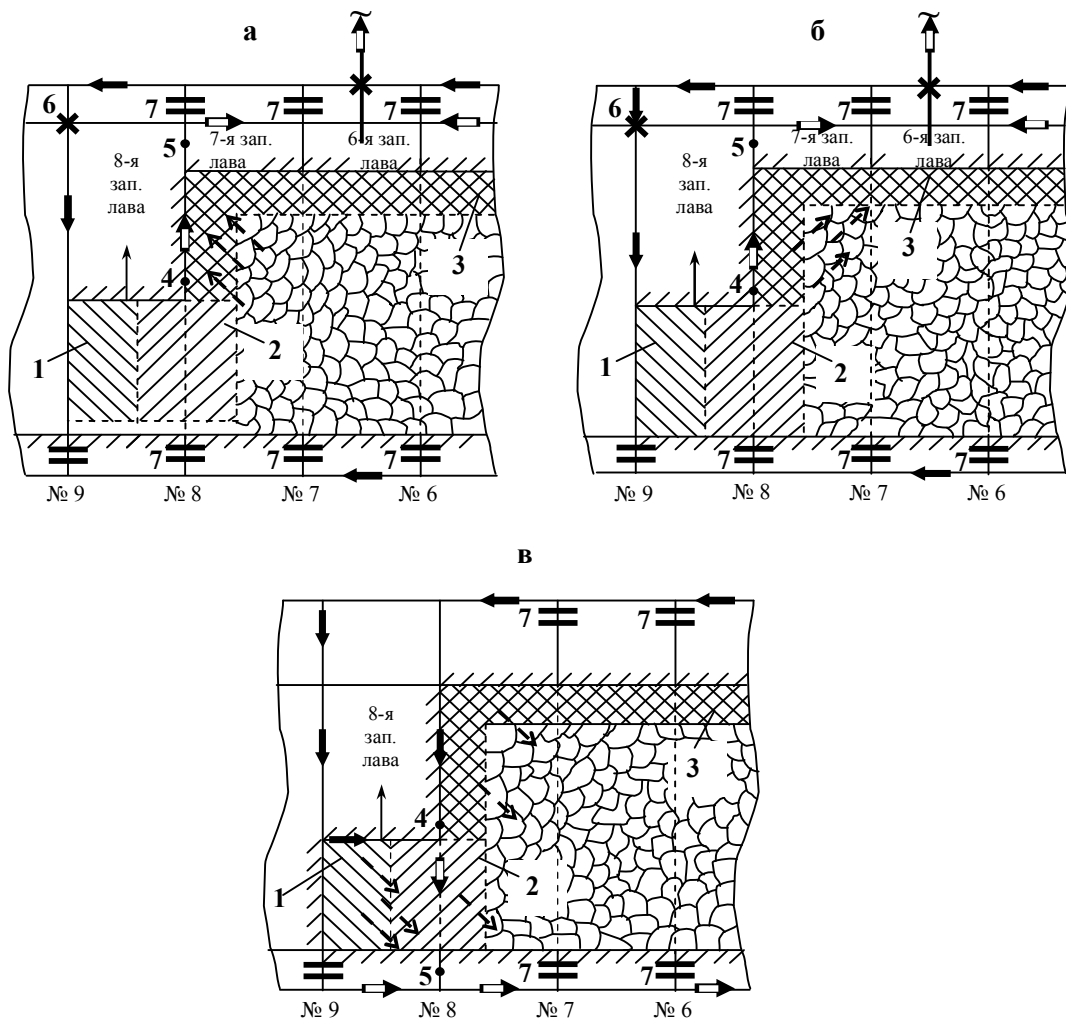 а
б
6 7 7 7
6 7 7 7
5 7-я зап. 6-я зап.
лава лава
5 7-я зап. лава 6-я зап. лава
8-я
зап.
лава
8-я
зап.
лава
3
3
4
4
1 2
1 2
7 7 7
7 7 7
№ 9 № 8 № 7 № 6
№ 9 № 8 № 7 № 6
в
7 7
8-я
зап.
лава
3
4
1 2
5 7 7
№ 9 № 8 № 7 № 6